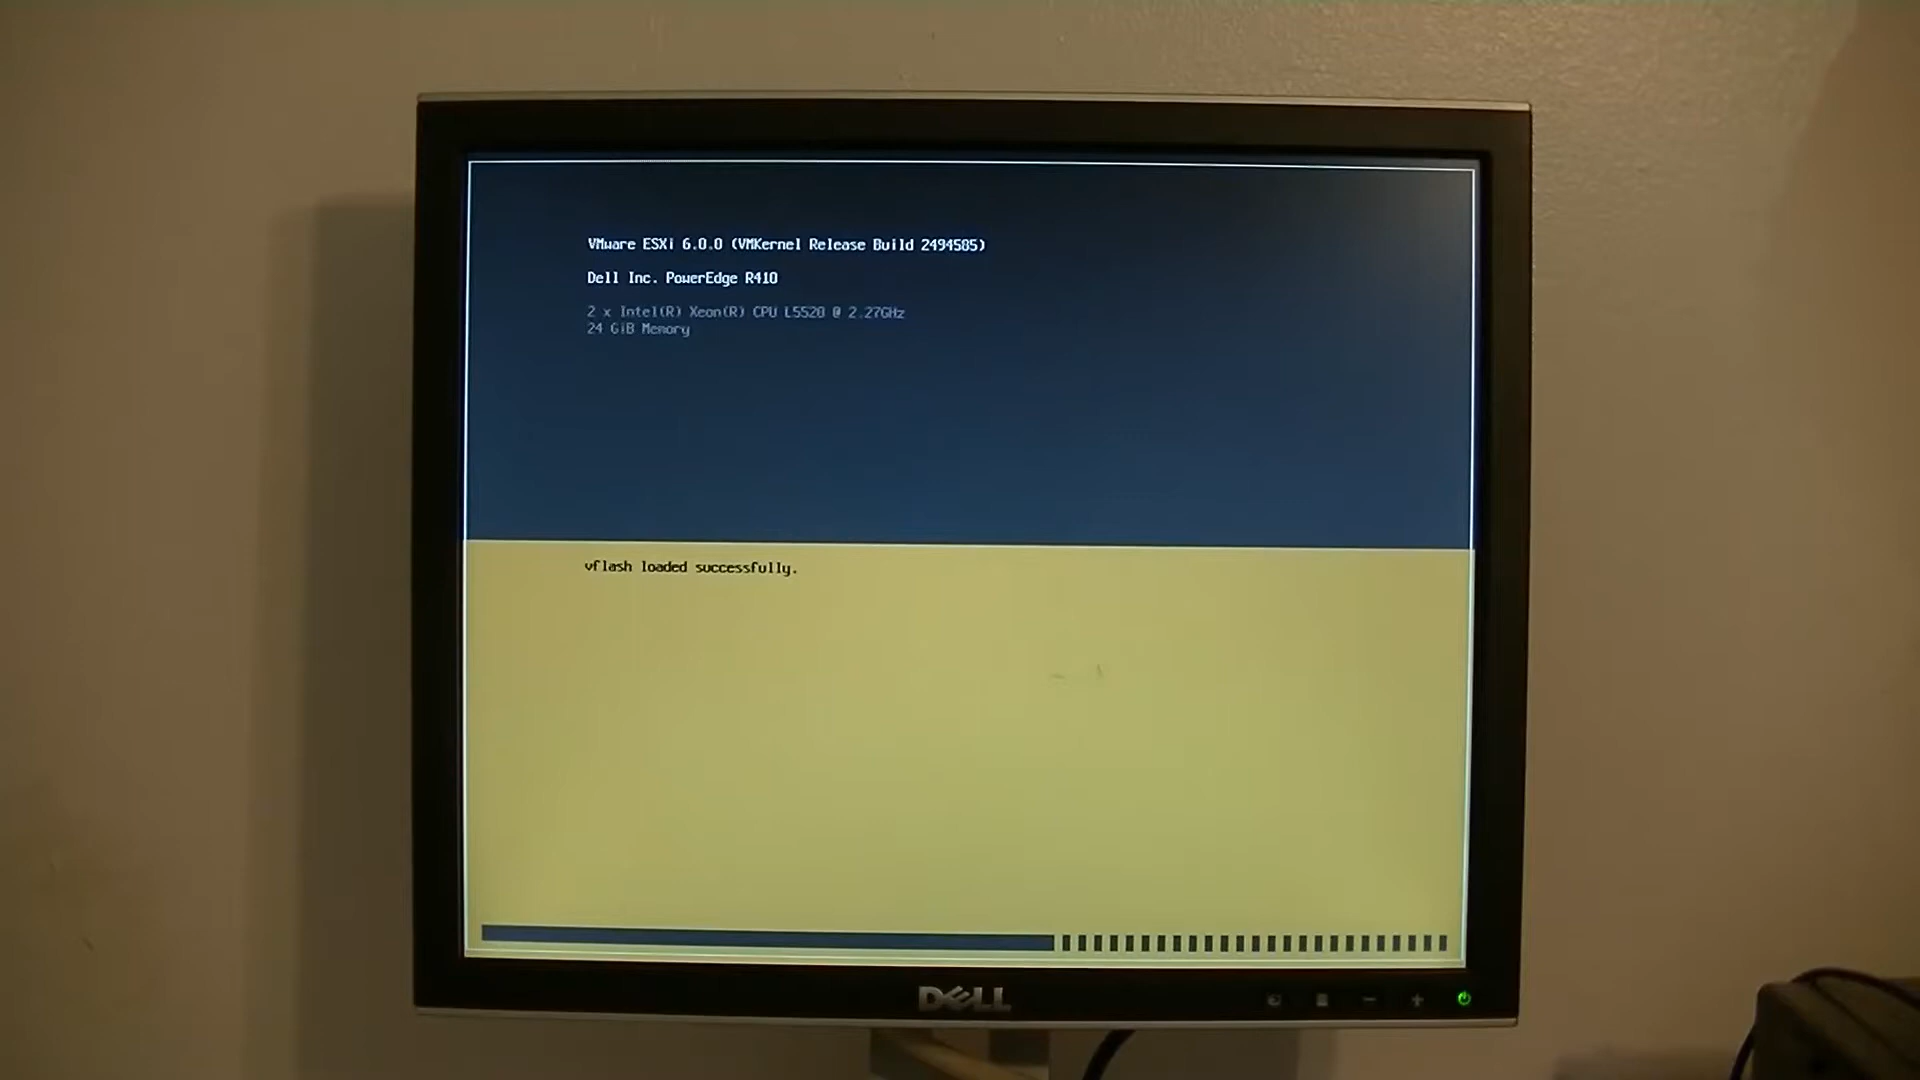 VMware ESXi 6.0.0 (VMKernel Release Build 2494585)
Dell Inc. PowerEdge R410
2 x Intel(R) Xeon(R) CPU L5520 @ 2.27GHz
24 GiB Memory
vflash loaded successfully.
DELL